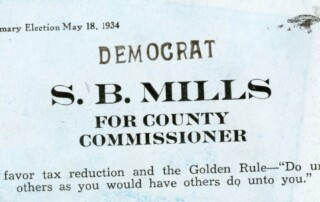 mary Election May 18, 1934
DEMOCRAT
S. B. MILLS
FOR COUNTY
COMMISSIONER
favor tax reduction and the Golden Rule—"Do un
others as you would have others do unto you."